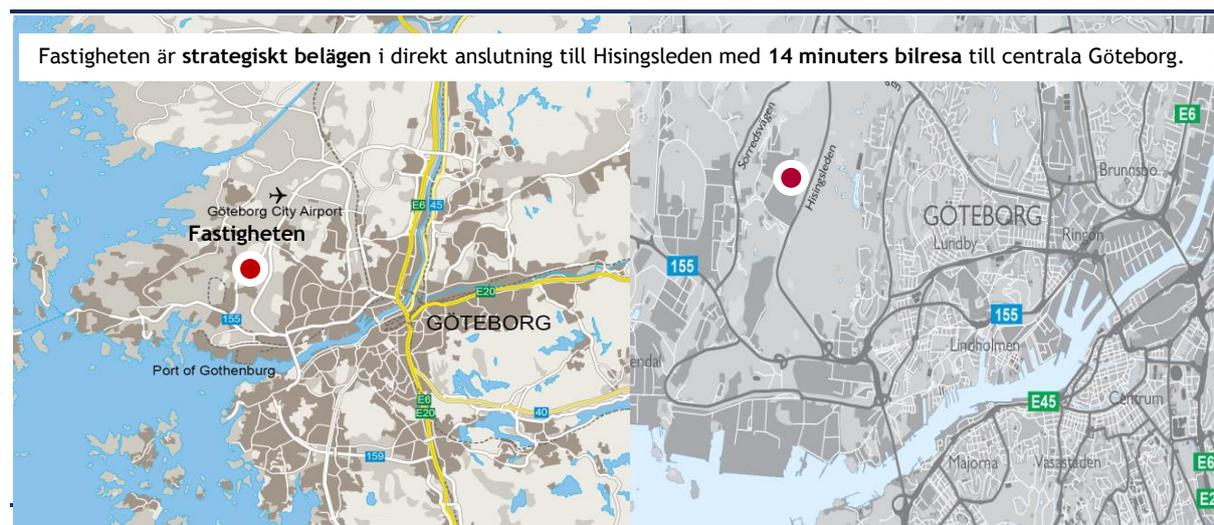 Fastigheten är strategiskt belägen i direkt anslutning till Hisingsleden med 14 minuters bilresa till centrala Göteborg.
Göteborg City Airport
Fastigheten
E6 45
E20
155
GÖTEBORG
Port of Gothenburg
E6
E20
40
159
Sörredsvägen
Hisingsleden
E6
Brunnsbo
GÖTEBORG
Lundby
Ringön
155
155
Lindholmen
endal
E45
Centrum
Majorna
Vasastaden
E6
E2